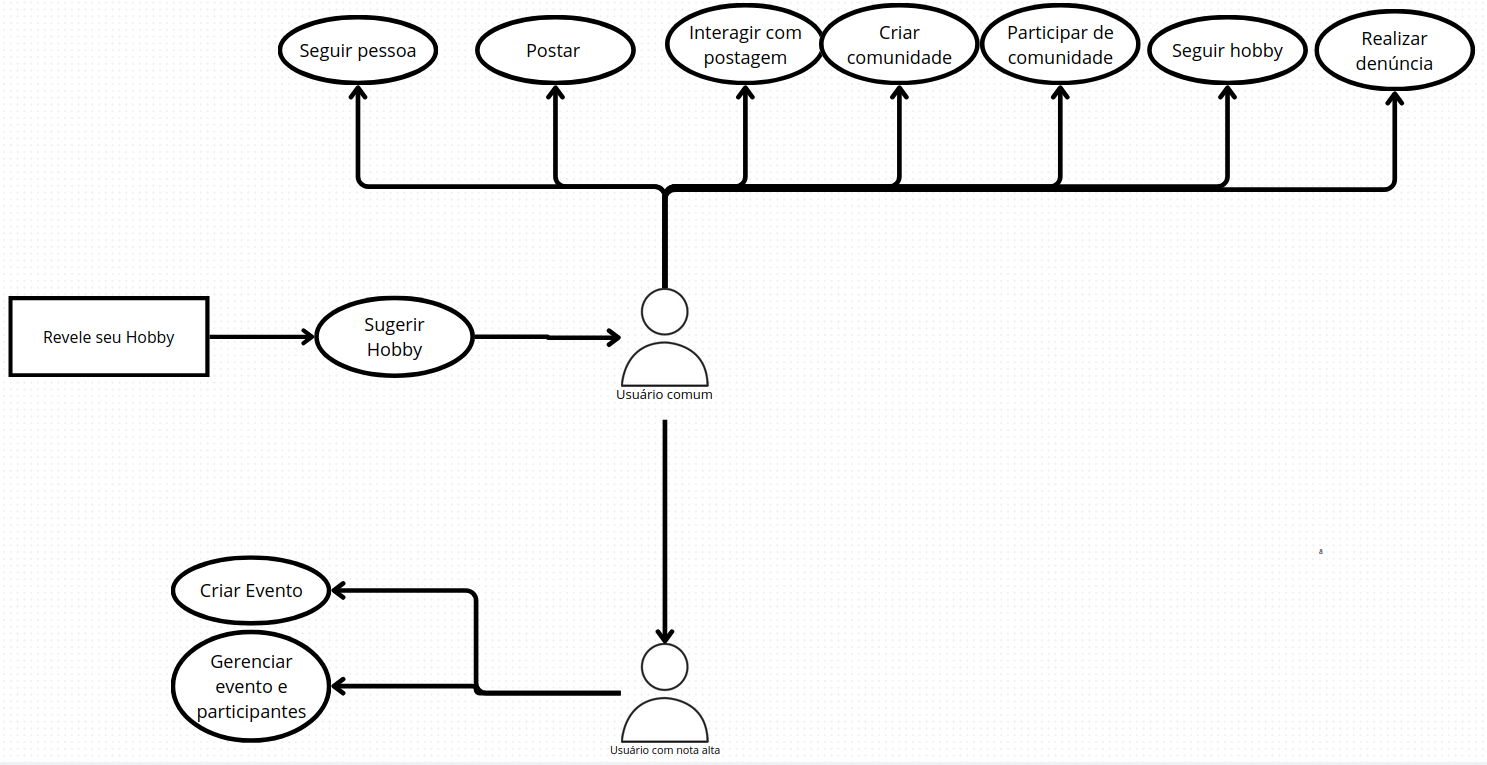 Seguir pessoa
Postar
Interagir com
postagem
Criar
comunidade
Participar de
comunidade
Seguir hobby
Realizar
denúncia
Revele seu Hobby
Sugerir
Hobby
Usuário comum
a
Criar Evento
Gerenciar
evento e
participantes
Usuário com nota alta